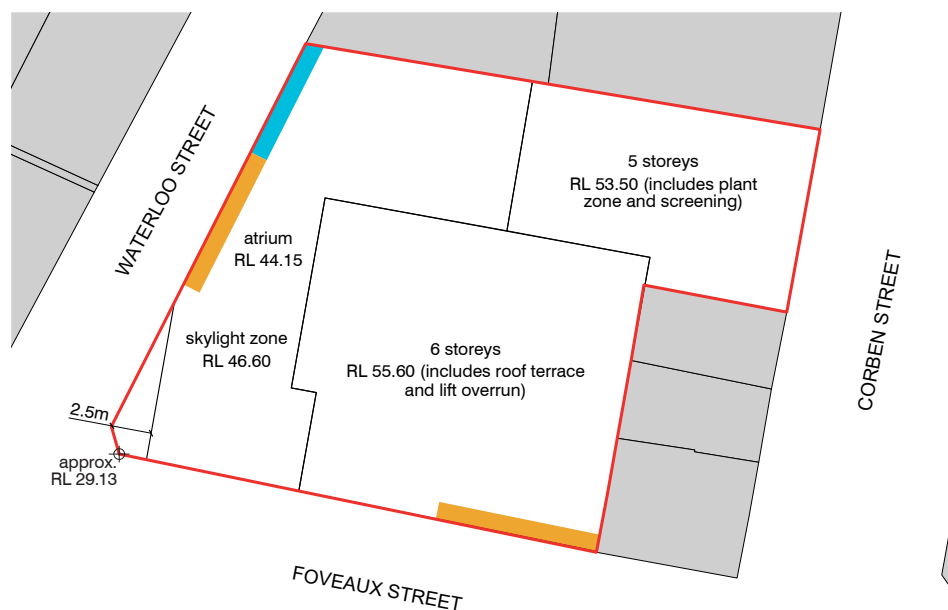 WATERLOO STREET
5 storeys
RL 53.50 (includes plant
zone and screening)
atrium
RL 44.15
skylight zone
RL 46.60
6 storeys
RL 55.60 (includes roof terrace
and lift overrun)
CORBEN STREET
2.5m
approx.
RL 29.13
FOVEAUX STREET